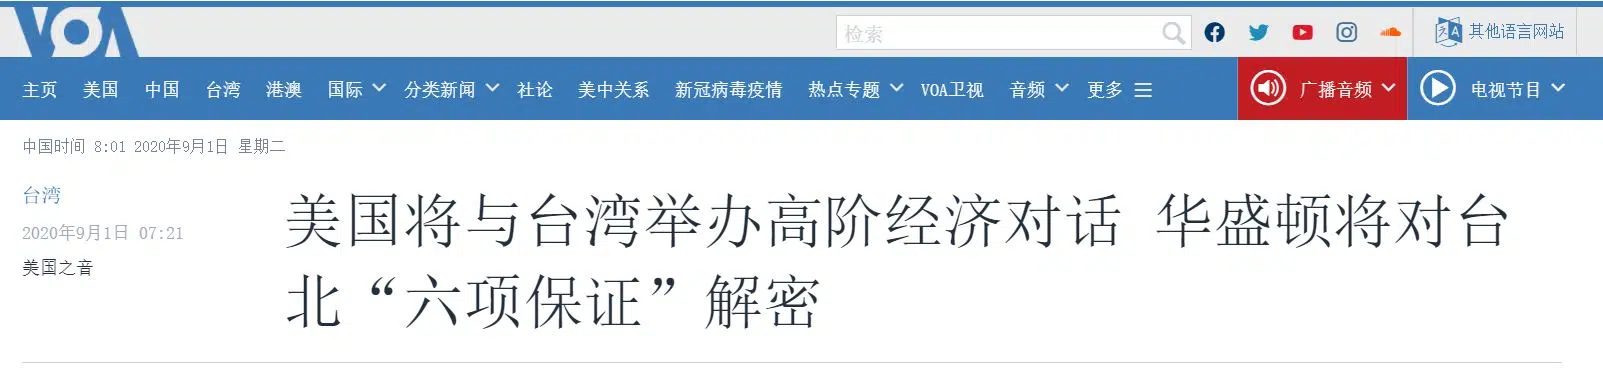 VOA
检索
其他语言网站
主页 美国 中国 台湾 港澳 国际 分类新闻 社论 美中关系 新冠病毒疫情 热点专题 VOA卫视 音频 更多 广播音频 电视节目
中国时间 8:01 2020年9月1日 星期二
台湾
2020年9月1日 07:21
美国之音
美国将与台湾举办高阶经济对话 华盛顿将对台
北“六项保证”解密